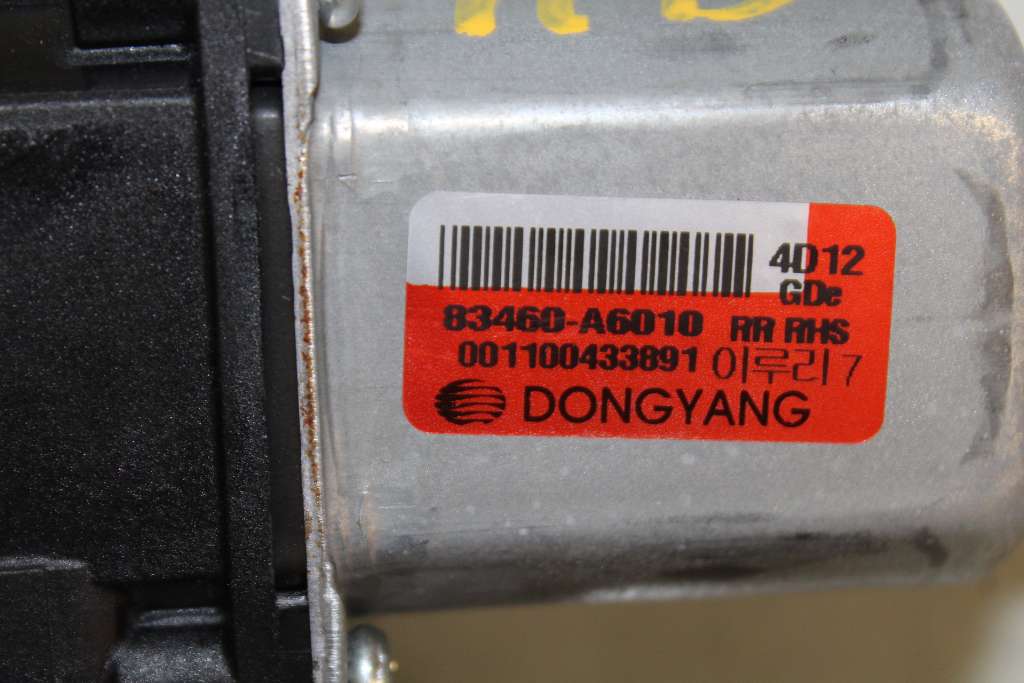 4D12
GDe
83460-A6010 RR RHS
001100433891 이루리 7
DONGYANG